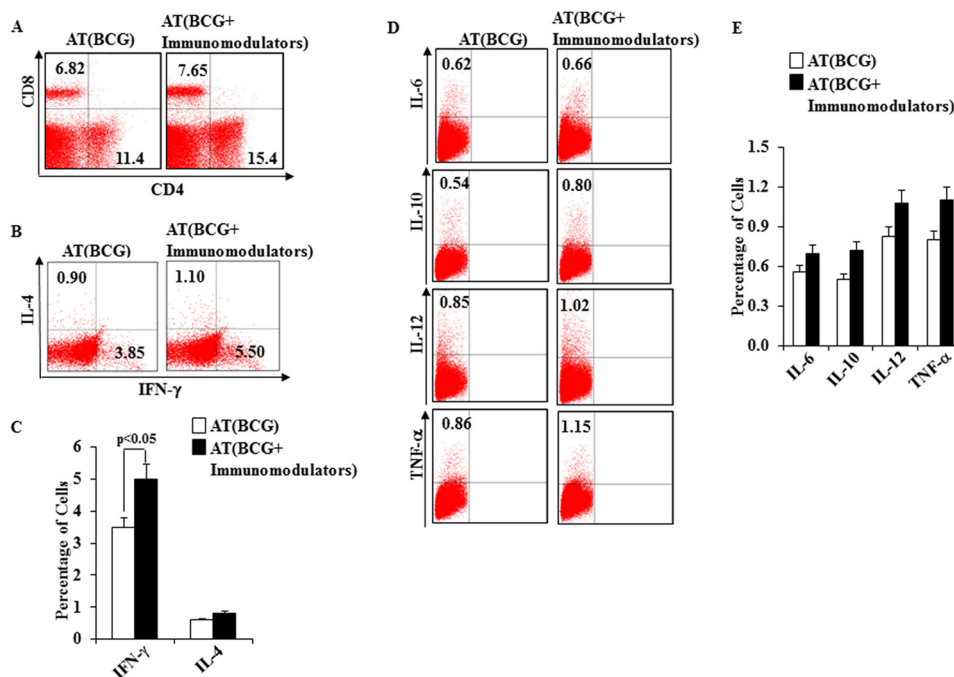 A
AT(BCG)
AT(BCG+
Immunomodulators)
CD8
6.82
7.65
11.4
15.4
CD4
B
AT(BCG)
AT(BCG+
Immunomodulators)
IL-4
0.90
1.10
3.85
5.50
IFN-γ
C
AT(BCG)
AT(BCG+
Immunomodulators)
p<0.05
Percentage of Cells
6
5
4
3
2
1
0
IFN-γ
IL-4
D
AT(BCG)
AT(BCG+
Immunomodulators)
IL-6
0.62
0.66
IL-10
0.54
0.80
IL-12
0.85
1.02
TNF-α
0.86
1.15
E
AT(BCG)
AT(BCG+
Immunomodulators)
Percentage of Cells
1.5
1.2
0.9
0.6
0.3
0.0
IL-6
IL-10
IL-12
TNF-α